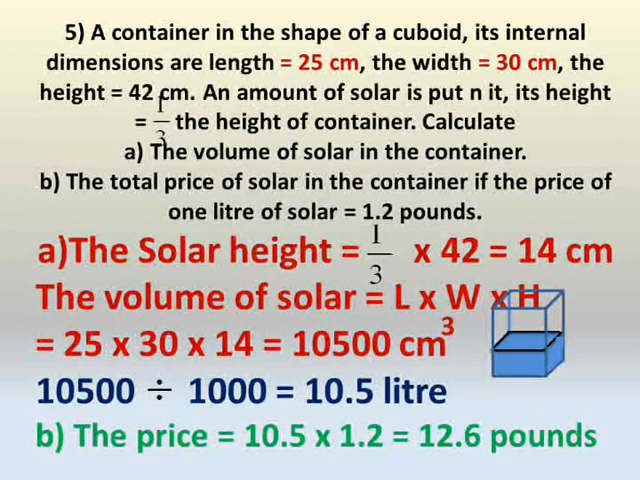 5) A container in the shape of a cuboid, its internal
dimensions are length = 25 cm, the width = 30 cm, the
height = 42 cm. An amount of solar is put n it, its height
= 1/3 the height of container. Calculate
a) The volume of solar in the container.
b) The total price of solar in the container if the price of
one litre of solar = 1.2 pounds.
a)The Solar height = 1/3 x 42 = 14 cm
The volume of solar = L x W x H
= 25 x 30 x 14 = 10500 cm³
10500 ÷ 1000 = 10.5 litre
b) The price = 10.5 x 1.2 = 12.6 pounds